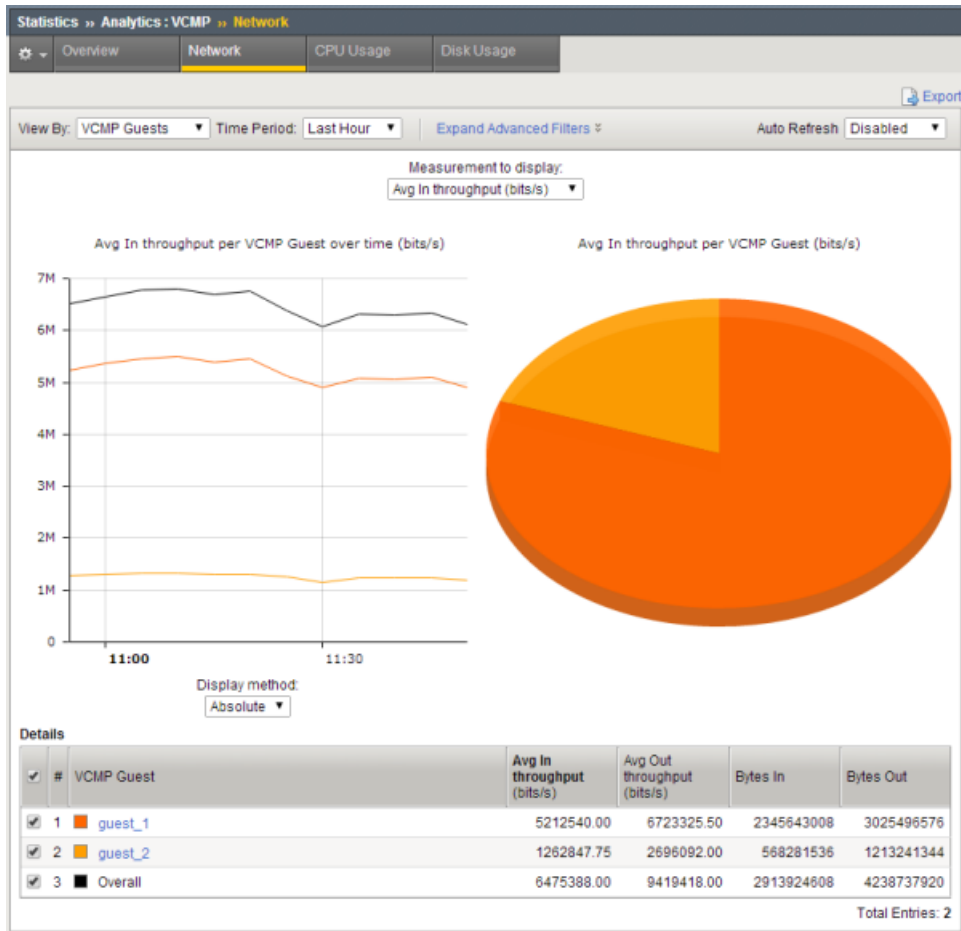 Statistics » Analytics : VCMP » Network
Overview Network CPU Usage Disk Usage
Export
View By: VCMP Guests Time Period: Last Hour Expand Advanced Filters Auto Refresh Disabled
Measurement to display:
Avg In throughput (bits/s)
Avg In throughput per VCMP Guest over time (bits/s)
Avg In throughput per VCMP Guest (bits/s)
7M
6M
5M
4M
3M
2M
1M
0
11:00 11:30
Display method:
Absolute
Details
# VCMP Guest Avg In throughput (bits/s) Avg Out throughput (bits/s) Bytes In Bytes Out
1 guest_1 5212540.00 6723325.50 2345643008 3025496576
2 guest_2 1262847.75 2696092.00 568281536 1213241344
3 Overall 6475388.00 9419418.00 2913924608 4238737920
Total Entries: 2